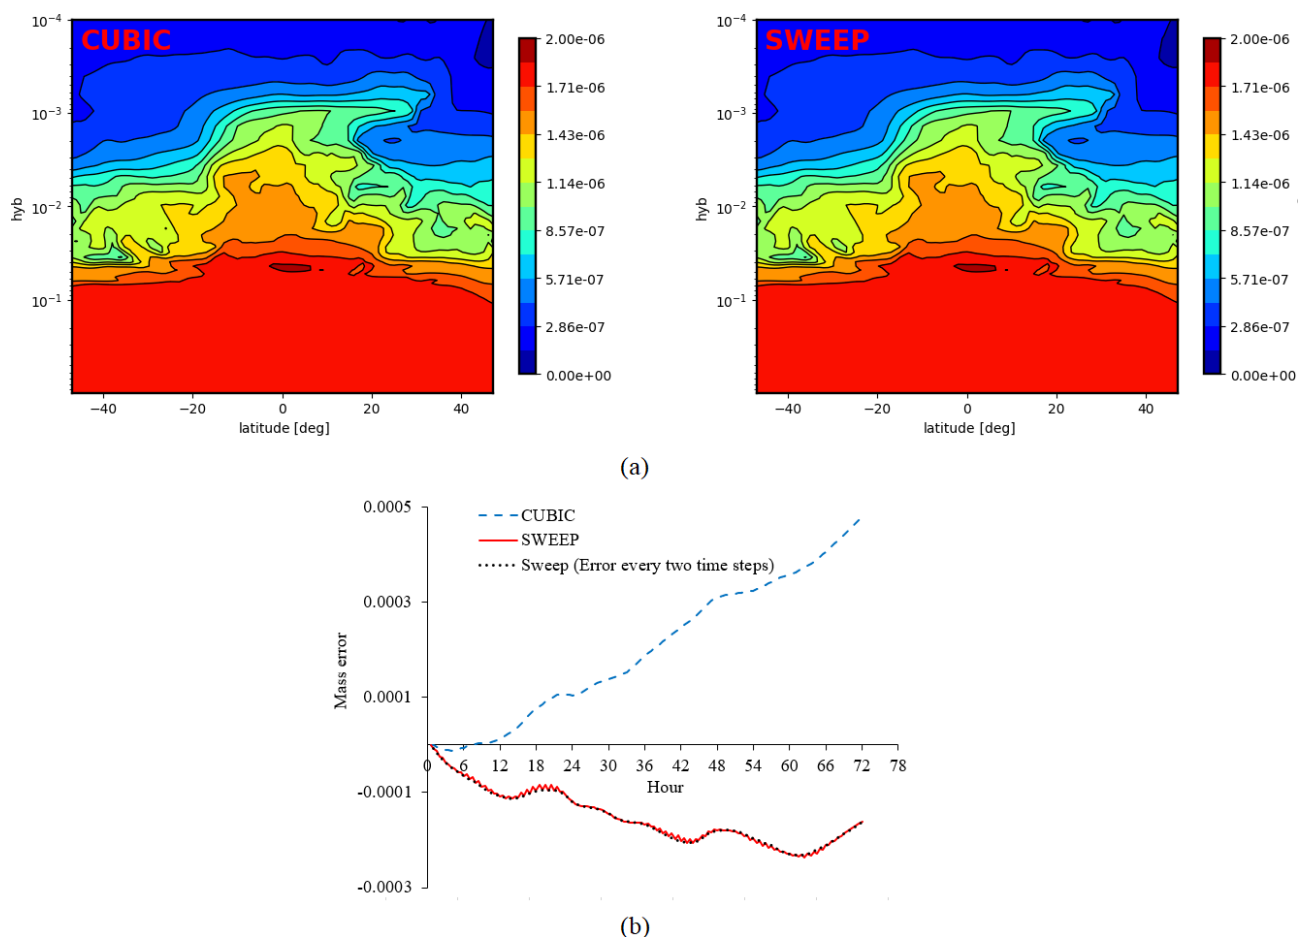 CUBIC
10⁻⁴
10⁻³
10⁻²
10⁻¹
hyb
−40 −20 0 20 40
latitude [deg]
2.00e-06
1.71e-06
1.43e-06
1.14e-06
8.57e-07
5.71e-07
2.86e-07
0.00e+00
SWEEP
10⁻⁴
10⁻³
10⁻²
10⁻¹
hyb
−40 −20 0 20 40
latitude [deg]
2.00e-06
1.71e-06
1.43e-06
1.14e-06
8.57e-07
5.71e-07
2.86e-07
0.00e+00
(a)
0.0005
0.0003
0.0001
-0.0001
-0.0003
Mass error
CUBIC
SWEEP
Sweep (Error every two time steps)
0 6 12 18 24 30 36 42 48 54 60 66 72 78
Hour
(b)